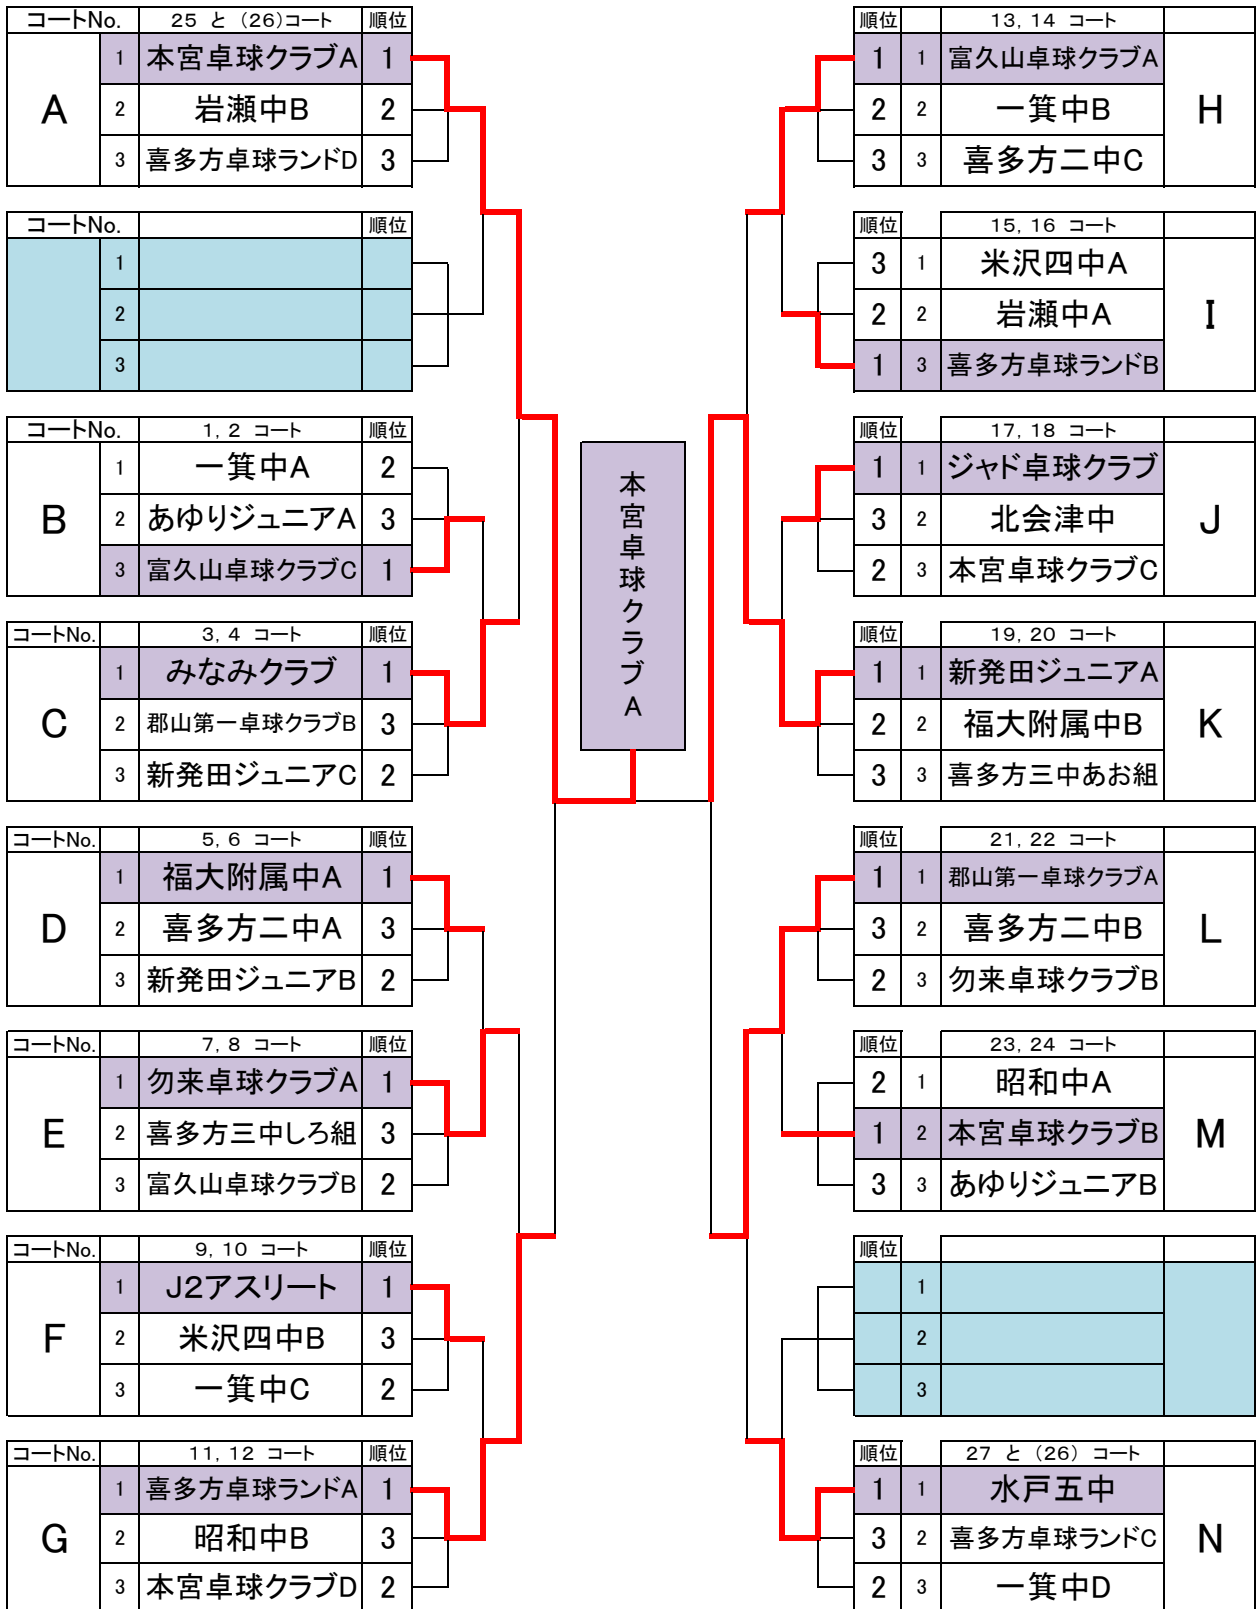 コートNo. 25 と (26)コート 順位
A
1 本宮卓球クラブA 1
2 岩瀬中B 2
3 喜多方卓球ランドD 3
コートNo. 順位
1
2
3
コートNo. 1, 2 コート 順位
B
1 一箕中A 2
2 あゆりジュニアA 3
3 富久山卓球クラブC 1
コートNo. 3, 4 コート 順位
C
1 みなみクラブ 1
2 郡山第一卓球クラブB 3
3 新発田ジュニアC 2
コートNo. 5, 6 コート 順位
D
1 福大附属中A 1
2 喜多方二中A 3
3 新発田ジュニアB 2
コートNo. 7, 8 コート 順位
E
1 勿来卓球クラブA 1
2 喜多方三中しろ組 3
3 富久山卓球クラブB 2
コートNo. 9, 10 コート 順位
F
1 J2アスリート 1
2 米沢四中B 3
3 一箕中C 2
コートNo. 11, 12 コート 順位
G
1 喜多方卓球ランドA 1
2 昭和中B 3
3 本宮卓球クラブD 2
本宮卓球クラブA
順位 13, 14 コート
1 1 富久山卓球クラブA
2 2 一箕中B
3 3 喜多方二中C
H
順位 15, 16 コート
3 1 米沢四中A
2 2 岩瀬中A
1 3 喜多方卓球ランドB
I
順位 17, 18 コート
1 1 ジャド卓球クラブ
3 2 北会津中
2 3 本宮卓球クラブC
J
順位 19, 20 コート
1 1 新発田ジュニアA
2 2 福大附属中B
3 3 喜多方三中あお組
K
順位 21, 22 コート
1 1 郡山第一卓球クラブA
3 2 喜多方二中B
2 3 勿来卓球クラブB
L
順位 23, 24 コート
2 1 昭和中A
1 2 本宮卓球クラブB
3 3 あゆりジュニアB
M
順位
1
2
3
順位 27 と (26) コート
1 1 水戸五中
3 2 喜多方卓球ランドC
2 3 一箕中D
N